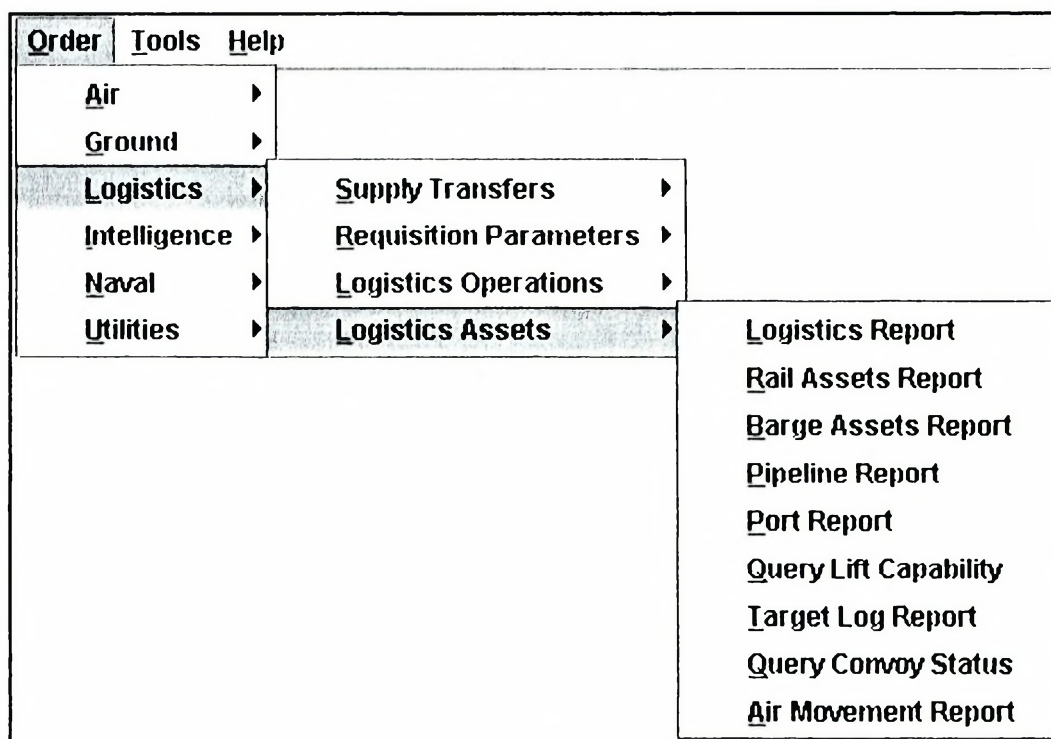 Order Tools Help
Air
Ground
Logistics
Intelligence
Naval
Utilities
Supply Transfers
Requisition Parameters
Logistics Operations
Logistics Assets
Logistics Report
Rail Assets Report
Barge Assets Report
Pipeline Report
Port Report
Query Lift Capability
Target Log Report
Query Convoy Status
Air Movement Report